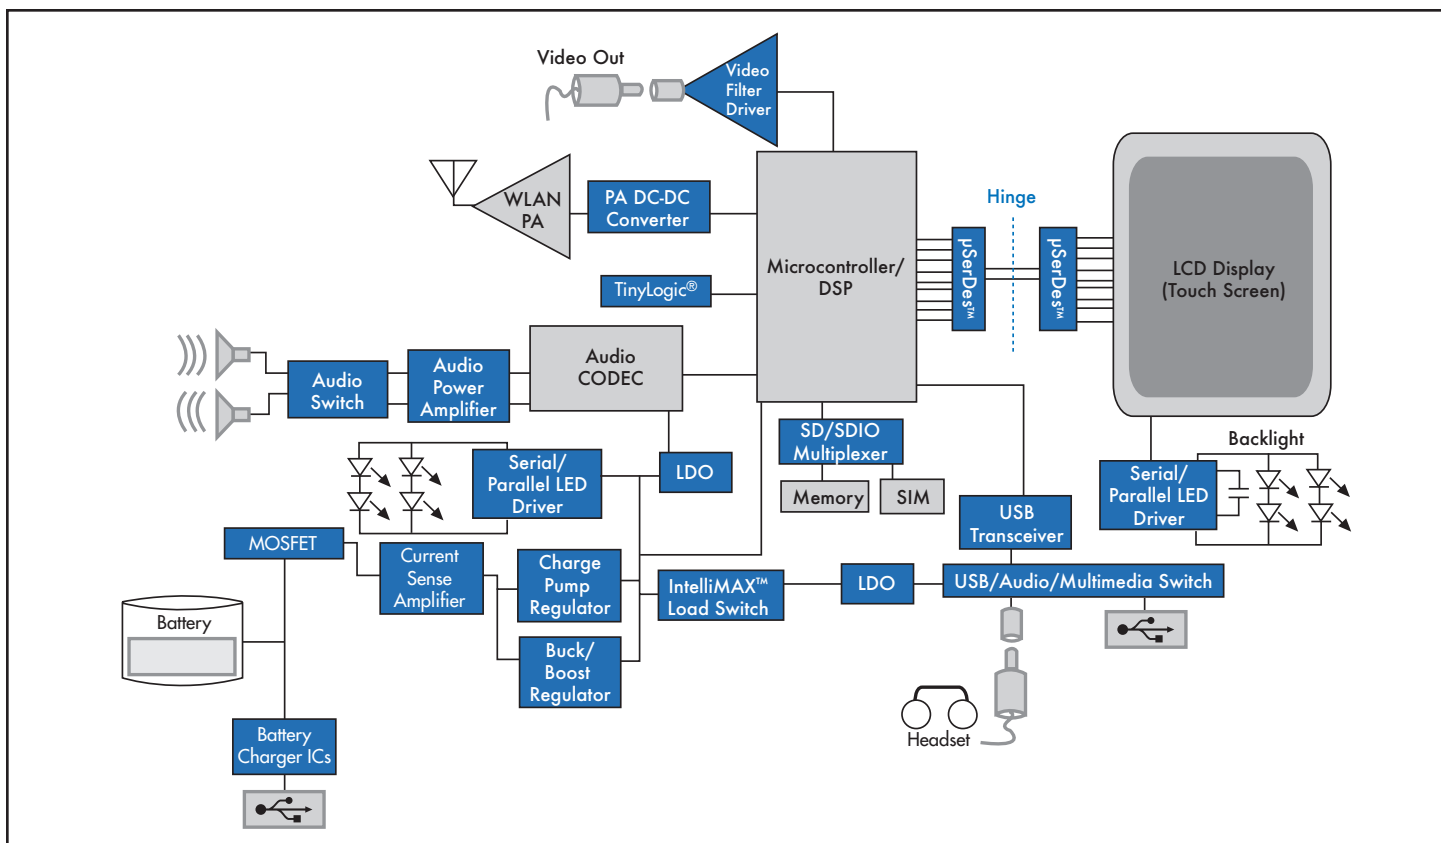 Video Out
Video
Filter
Driver
WLAN
PA
PA DC-DC
Converter
TinyLogic®
Microcontroller/
DSP
µSerDes™
Hinge
µSerDes™
LCD Display
(Touch Screen)
Audio
Switch
Audio
Power
Amplifier
Audio
CODEC
SD/SDIO
Multiplexer
Memory
SIM
LDO
Serial/
Parallel LED
Driver
Backlight
Serial/
Parallel LED
Driver
USB
Transceiver
MOSFET
Current
Sense
Amplifier
Charge
Pump
Regulator
IntelliMAX™
Load Switch
LDO
USB/Audio/Multimedia Switch
Battery
Buck/
Boost
Regulator
Headset
Battery
Charger ICs